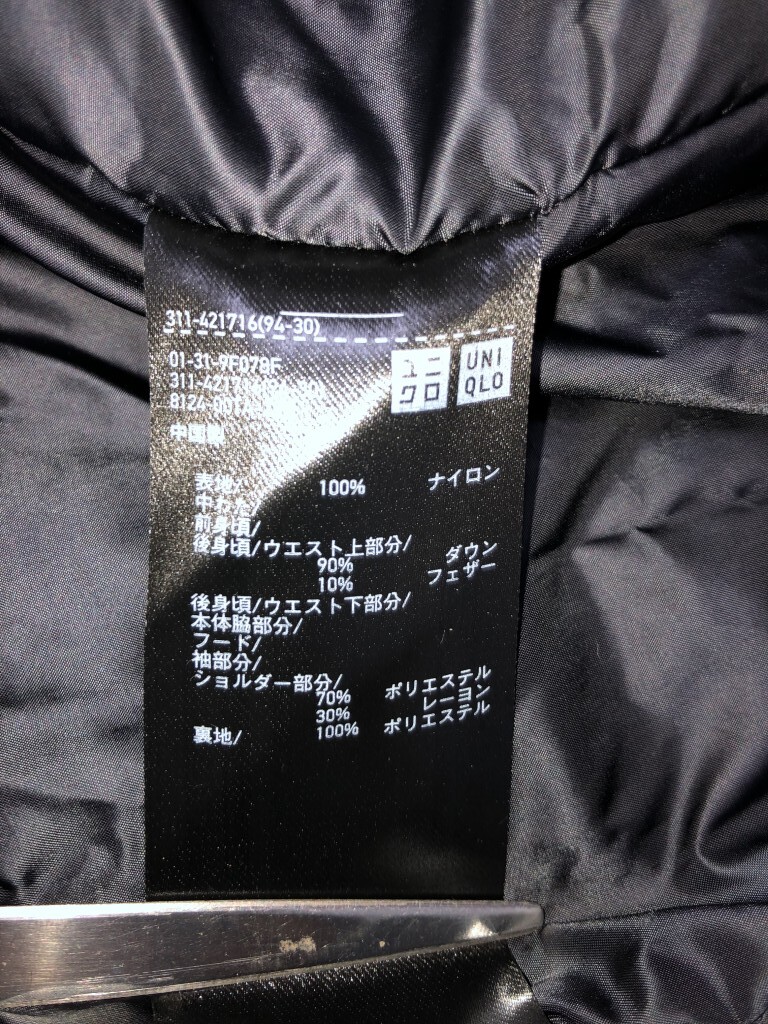 311-421716(94-30)
01-31-9F078F
311-421716(94-30)
ユニ
クロ
UNI
QLO
中国製
表地/ 100% ナイロン
中わた/
前身頃/
後身頃/ウエスト上部分/
90% ダウン
10% フェザー
後身頃/ウエスト下部分/
本体脇部分/
フード/
袖部分/
ショルダー部分/
70% ポリエステル
30% レーヨン
裏地/ 100% ポリエステル